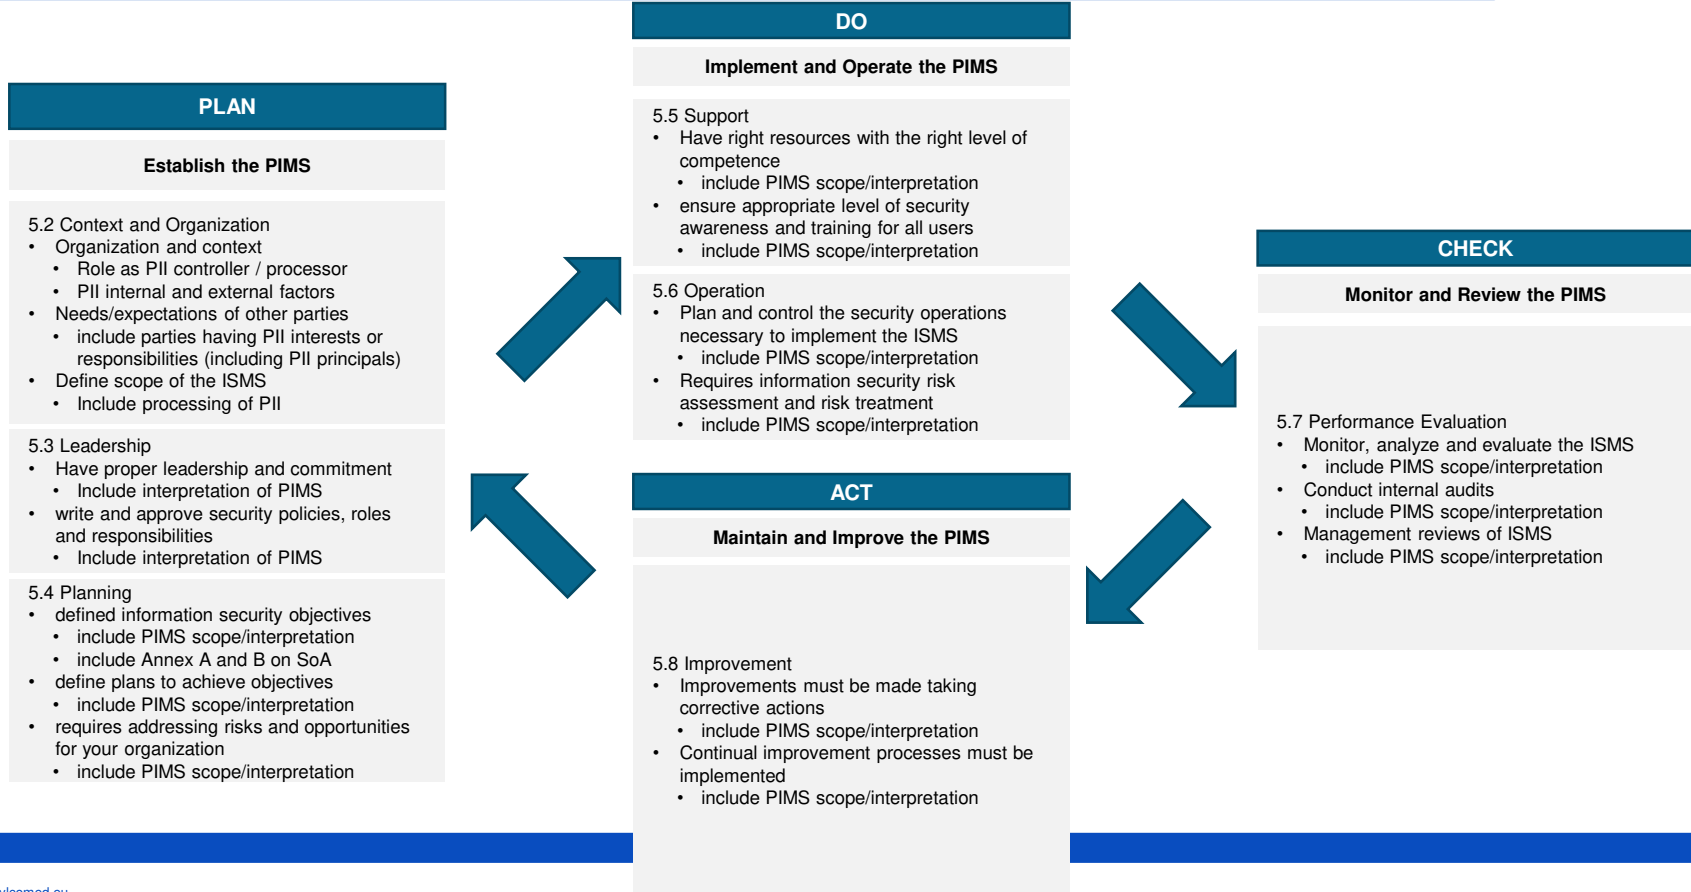 PLAN
Establish the PIMS
5.2 Context and Organization
• Organization and context
• Role as PII controller / processor
• PII internal and external factors
• Needs/expectations of other parties
• include parties having PII interests or
responsibilities (including PII principals)
• Define scope of the ISMS
• Include processing of PII
5.3 Leadership
• Have proper leadership and commitment
• Include interpretation of PIMS
• write and approve security policies, roles
and responsibilities
• Include interpretation of PIMS
5.4 Planning
• defined information security objectives
• include PIMS scope/interpretation
• include Annex A and B on SoA
• define plans to achieve objectives
• include PIMS scope/interpretation
• requires addressing risks and opportunities
for your organization
• include PIMS scope/interpretation
DO
Implement and Operate the PIMS
5.5 Support
• Have right resources with the right level of
competence
• include PIMS scope/interpretation
• ensure appropriate level of security
awareness and training for all users
• include PIMS scope/interpretation
5.6 Operation
• Plan and control the security operations
necessary to implement the ISMS
• include PIMS scope/interpretation
• Requires information security risk
assessment and risk treatment
• include PIMS scope/interpretation
CHECK
Monitor and Review the PIMS
5.7 Performance Evaluation
• Monitor, analyze and evaluate the ISMS
• include PIMS scope/interpretation
• Conduct internal audits
• include PIMS scope/interpretation
• Management reviews of ISMS
• include PIMS scope/interpretation
ACT
Maintain and Improve the PIMS
5.8 Improvement
• Improvements must be made taking
corrective actions
• include PIMS scope/interpretation
• Continual improvement processes must be
implemented
• include PIMS scope/interpretation